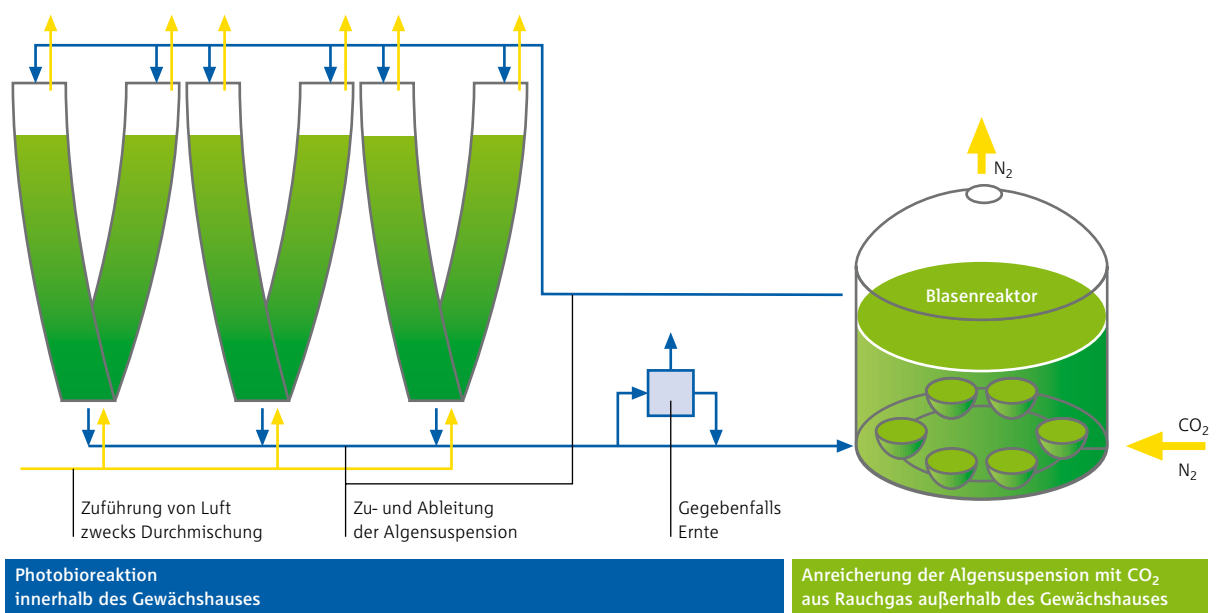 N₂
Blasenreaktor
CO₂
N₂
Zuführung von Luft
zwecks Durchmischung
Zu- und Ableitung
der Algensuspension
Gegebenfalls
Ernte
Photobioreaktion
innerhalb des Gewächshauses
Anreicherung der Algensuspension mit CO₂
aus Rauchgas außerhalb des Gewächshauses